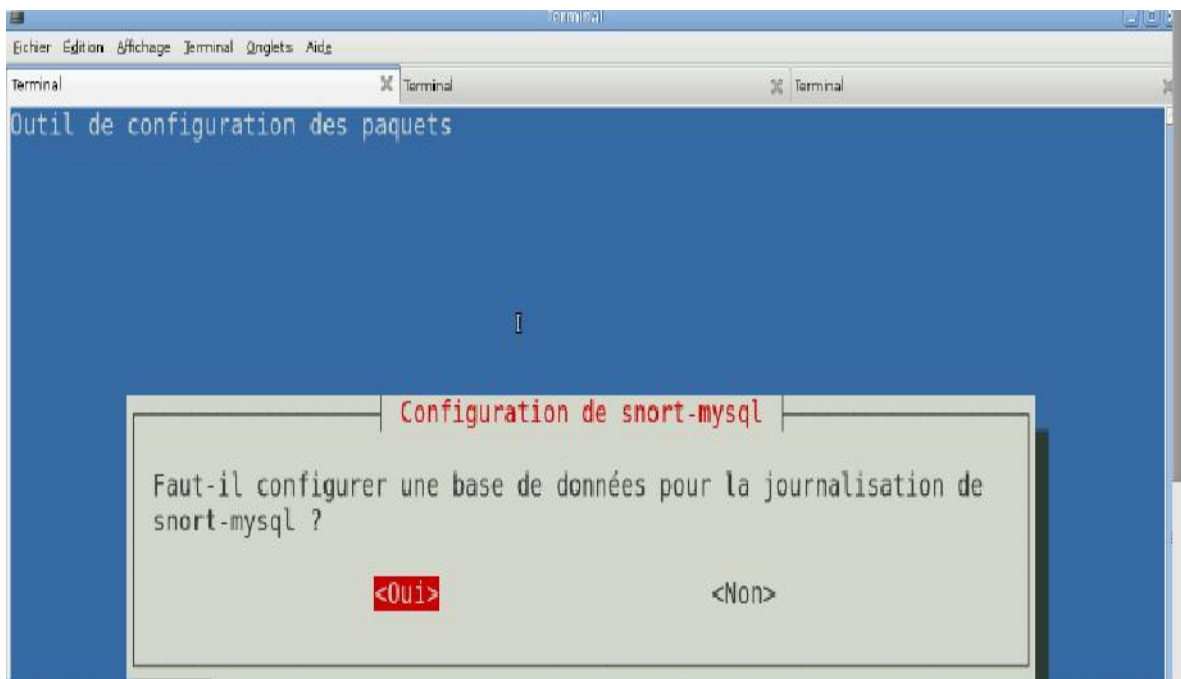 Terminal
Fichier Édition Affichage Terminal Onglets Aide
Terminal Terminal Terminal
Outil de configuration des paquets
Configuration de snort-mysql
Faut-il configurer une base de données pour la journalisation de
snort-mysql ?
<Oui> <Non>